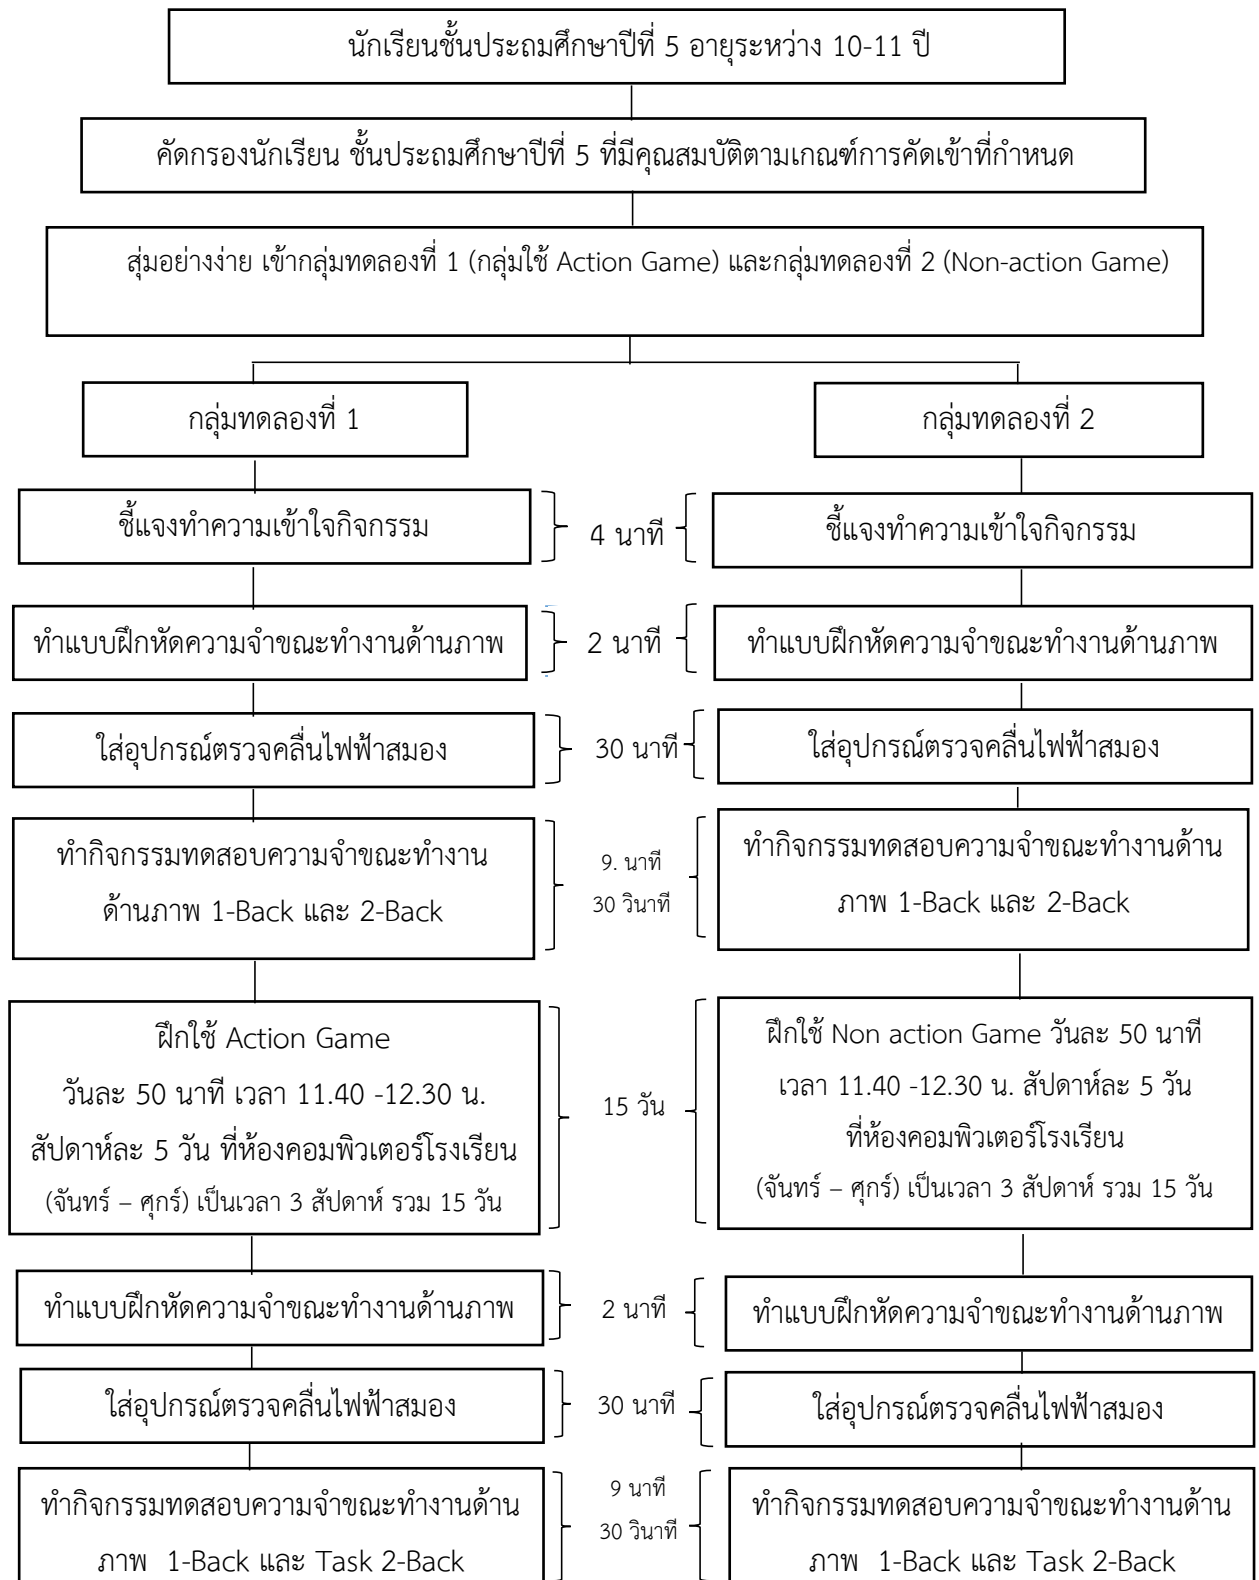 นักเรียนชั้นประถมศึกษาปีที่ 5 อายุระหว่าง 10-11 ปี
คัดกรองนักเรียน ชั้นประถมศึกษาปีที่ 5 ที่มีคุณสมบัติตามเกณฑ์การคัดเข้าที่กำหนด
สุ่มอย่างง่าย เข้ากลุ่มทดลองที่ 1 (กลุ่มใช้ Action Game) และกลุ่มทดลองที่ 2 (Non-action Game)
กลุ่มทดลองที่ 1
กลุ่มทดลองที่ 2
ชี้แจงทำความเข้าใจกิจกรรม
4 นาที
ชี้แจงทำความเข้าใจกิจกรรม
ทำแบบฝึกหัดความจำขณะทำงานด้านภาพ
2 นาที
ทำแบบฝึกหัดความจำขณะทำงานด้านภาพ
ใส่อุปกรณ์ตรวจคลื่นไฟฟ้าสมอง
30 นาที
ใส่อุปกรณ์ตรวจคลื่นไฟฟ้าสมอง
ทำกิจกรรมทดสอบความจำขณะทำงาน
ด้านภาพ 1-Back และ 2-Back
9. นาที
30 วินาที
ทำกิจกรรมทดสอบความจำขณะทำงานด้าน
ภาพ 1-Back และ 2-Back
ฝึกใช้ Action Game
วันละ 50 นาที เวลา 11.40 -12.30 น.
สัปดาห์ละ 5 วัน ที่ห้องคอมพิวเตอร์โรงเรียน
(จันทร์ – ศุกร์) เป็นเวลา 3 สัปดาห์ รวม 15 วัน
15 วัน
ฝึกใช้ Non action Game วันละ 50 นาที
เวลา 11.40 -12.30 น. สัปดาห์ละ 5 วัน
ที่ห้องคอมพิวเตอร์โรงเรียน
(จันทร์ – ศุกร์) เป็นเวลา 3 สัปดาห์ รวม 15 วัน
ทำแบบฝึกหัดความจำขณะทำงานด้านภาพ
2 นาที
ทำแบบฝึกหัดความจำขณะทำงานด้านภาพ
ใส่อุปกรณ์ตรวจคลื่นไฟฟ้าสมอง
30 นาที
ใส่อุปกรณ์ตรวจคลื่นไฟฟ้าสมอง
ทำกิจกรรมทดสอบความจำขณะทำงานด้าน
ภาพ 1-Back และ Task 2-Back
9 นาที
30 วินาที
ทำกิจกรรมทดสอบความจำขณะทำงานด้าน
ภาพ 1-Back และ Task 2-Back